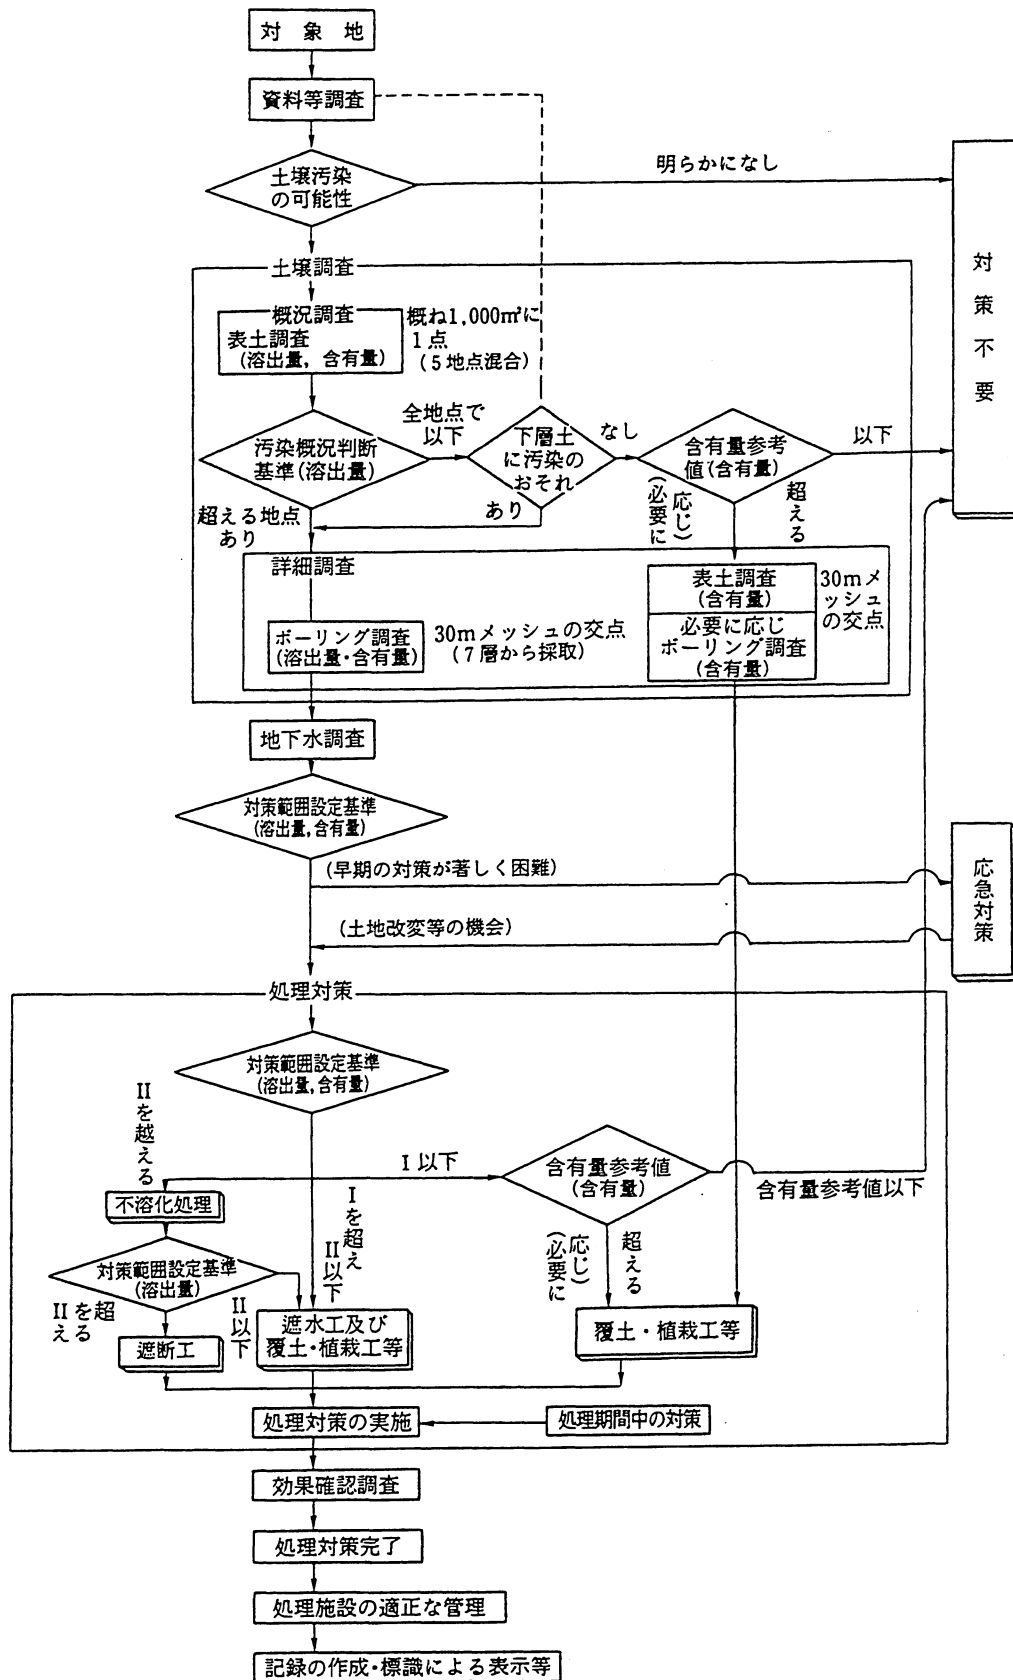 対象地
資料等調査
土壌汚染
の可能性
明らかになし
対策不要
土壌調査
概況調査
表土調査
(溶出量, 含有量)
概ね1,000㎡に
1点
(5地点混合)
汚染概況判断
基準(溶出量)
全地点で
以下
下層土
に汚染の
おそれ
なし
含有量参考
値(含有量)
以下
超える地点
あり
あり
(必要に
応じ)
超える
詳細調査
ボーリング調査
(溶出量・含有量)
30mメッシュの交点
(7層から採取)
表土調査
(含有量)
必要に応じ
ボーリング調査
(含有量)
30mメ
ッシュ
の交点
地下水調査
対策範囲設定基準
(溶出量,含有量)
(早期の対策が著しく困難)
応急対策
(土地改変等の機会)
処理対策
対策範囲設定基準
(溶出量,含有量)
IIを越える
I以下
含有量参考値
(含有量)
含有量参考値以下
不溶化処理
Iを超え
II以下
(必要に
応じ)
超える
対策範囲設定基準
(溶出量)
IIを超
える
II以下
遮断工
遮水工及び
覆土・植栽工等
覆土・植栽工等
処理対策の実施
処理期間中の対策
効果確認調査
処理対策完了
処理施設の適正な管理
記録の作成・標識による表示等